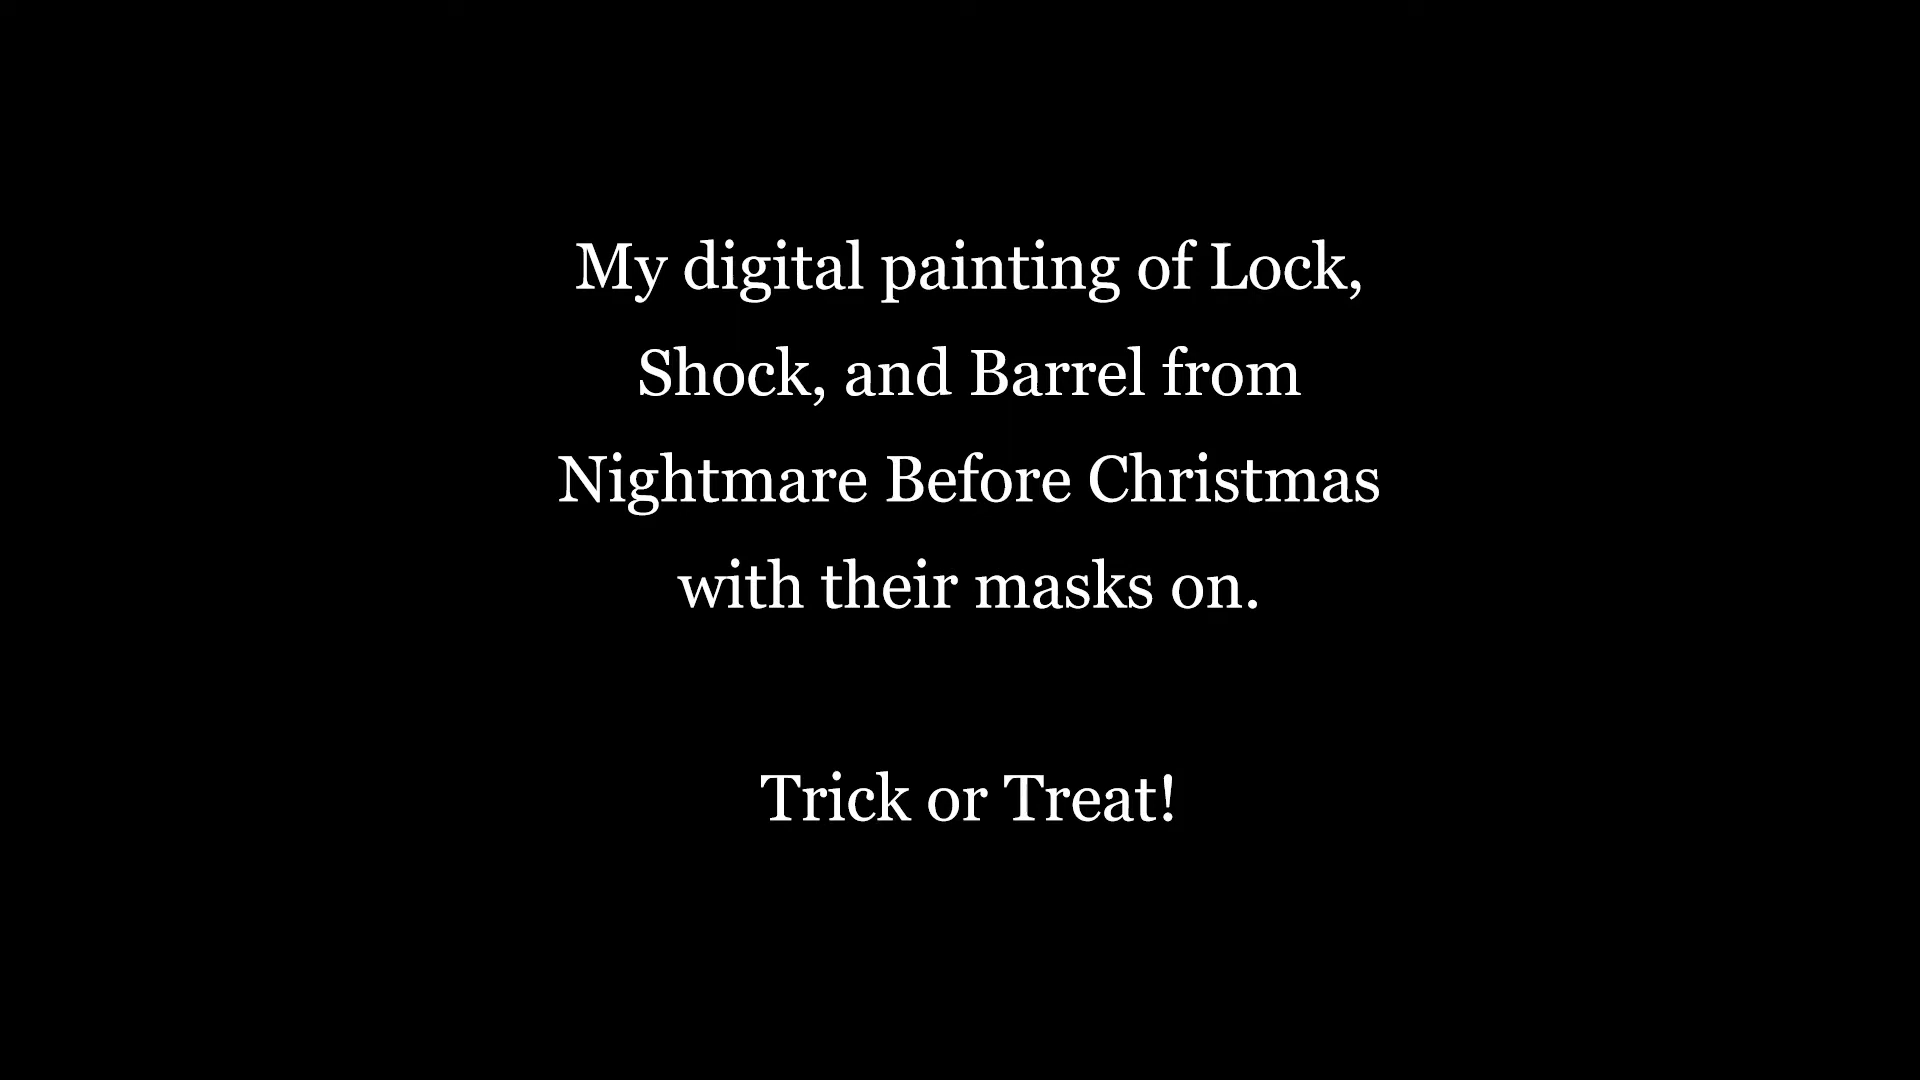 My digital painting of Lock,
Shock, and Barrel from
Nightmare Before Christmas
with their masks on.
Trick or Treat!